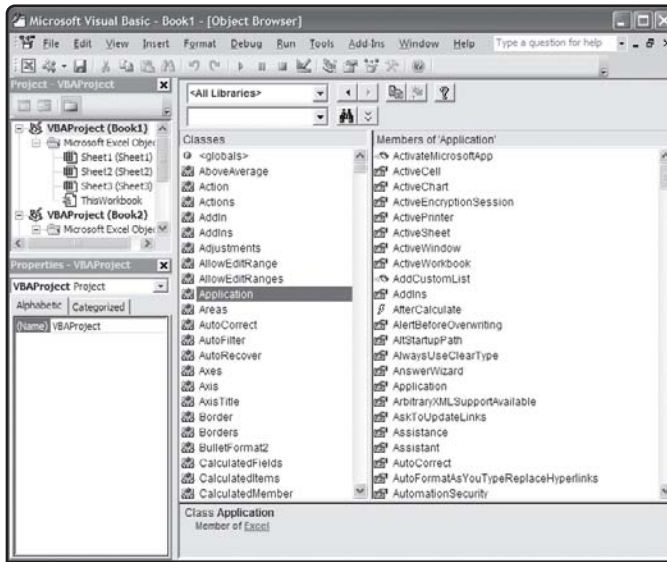 Microsoft Visual Basic - Book1 - [Object Browser]
File Edit View Insert Format Debug Run Tools Add-Ins Window Help Type a question for help
Project - VBAProject
VBAProject (Book1)
Microsoft Excel Objec
Sheet1 (Sheet1)
Sheet2 (Sheet2)
Sheet3 (Sheet3)
ThisWorkbook
VBAProject (Book2)
Microsoft Excel Objec
Properties - VBAProject
VBAProject Project
Alphabetic Categorized
(Name) VBAProject
<All Libraries>
Classes
<globals>
AboveAverage
Action
Actions
AddIn
AddIns
Adjustments
AllowEditRange
AllowEditRanges
Application
Areas
AutoCorrect
AutoFilter
AutoRecover
Axes
Axis
AxisTitle
Border
Borders
BulletFormat2
CalculatedFields
CalculatedItems
CalculatedMember
Members of 'Application'
ActivateMicrosoftApp
ActiveCell
ActiveChart
ActiveEncryptionSession
ActivePrinter
ActiveSheet
ActiveWindow
ActiveWorkbook
AddCustomList
AddIns
AfterCalculate
AlertBeforeOverwriting
AltStartupPath
AlwaysUseClearType
AnswerWizard
Application
ArbitraryXMLSupportAvailable
AskToUpdateLinks
Assistance
Assistant
AutoCorrect
AutoFormatAsYouTypeReplaceHyperlinks
AutomationSecurity
Class Application
Member of Excel